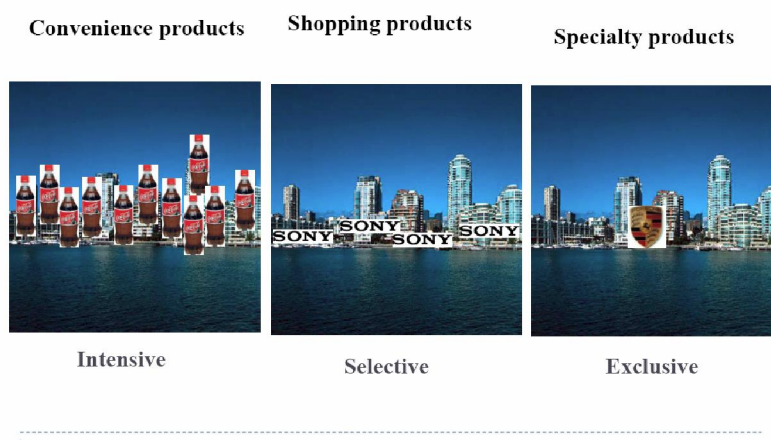 Convenience products
Shopping products
Specialty products
SONY
SONY
SONY
SONY
Intensive
Selective
Exclusive